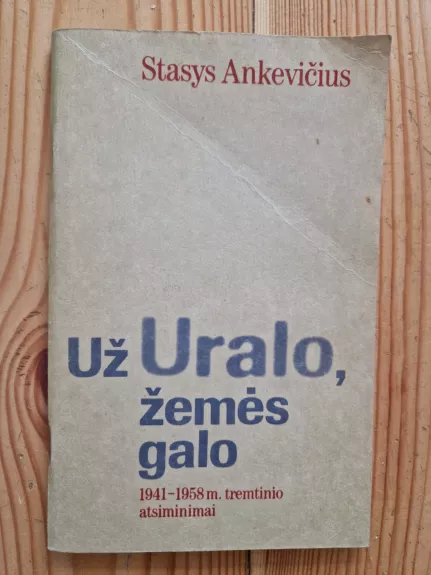 Stasys Ankevičius
Už Uralo,
žemės
galo
1941–1958 m. tremtinio
atsiminimai